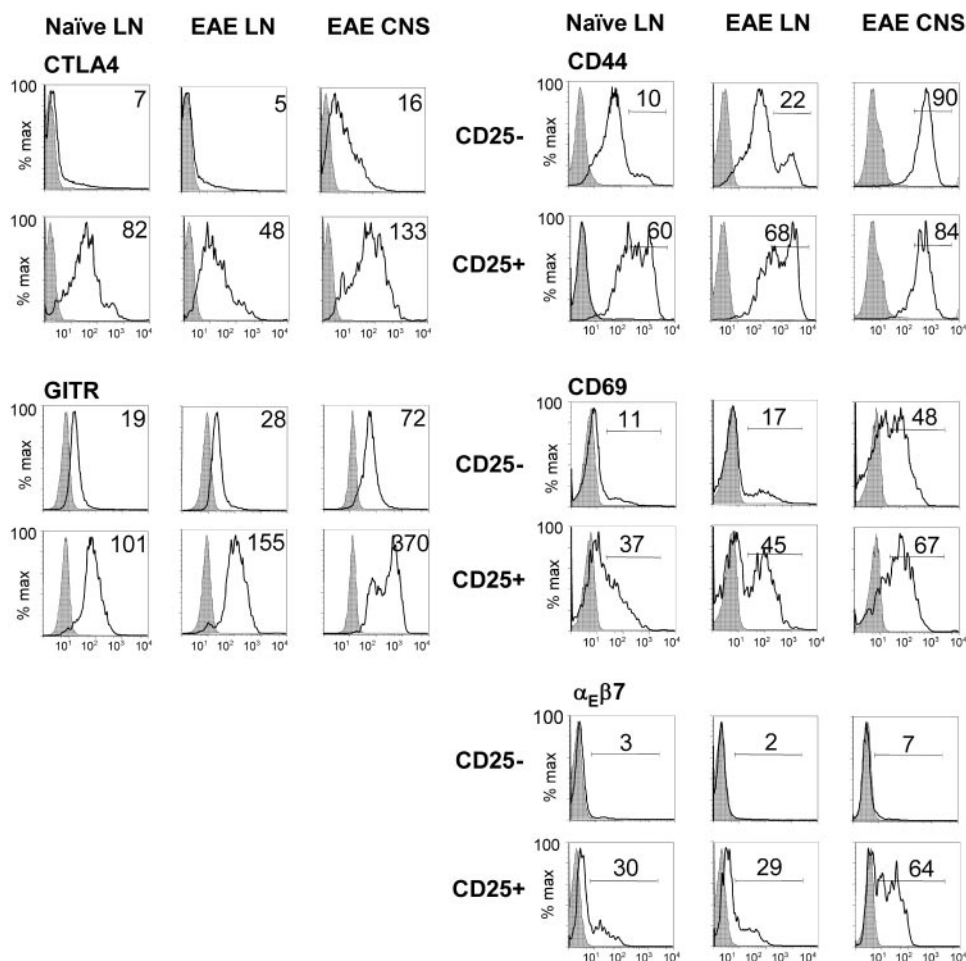 Naïve LN EAE LN EAE CNS
CTLA4
100 7 5 16
% max
100 82 48 133
% max
10¹ 10² 10³ 10⁴ 10¹ 10² 10³ 10⁴ 10¹ 10² 10³ 10⁴
GITR
100 19 28 72
% max
100 101 155 370
% max
10¹ 10² 10³ 10⁴ 10¹ 10² 10³ 10⁴ 10¹ 10² 10³ 10⁴
Naïve LN EAE LN EAE CNS
CD44
CD25- % max 100 10 22 90
CD25+ % max 100 60 68 84
10¹ 10² 10³ 10⁴ 10¹ 10² 10³ 10⁴ 10¹ 10² 10³ 10⁴
CD69
CD25- % max 100 11 17 48
CD25+ % max 100 37 45 67
10¹ 10² 10³ 10⁴ 10¹ 10² 10³ 10⁴ 10¹ 10² 10³ 10⁴
αEβ7
CD25- % max 100 3 2 7
CD25+ % max 100 30 29 64
10¹ 10² 10³ 10⁴ 10¹ 10² 10³ 10⁴ 10¹ 10² 10³ 10⁴